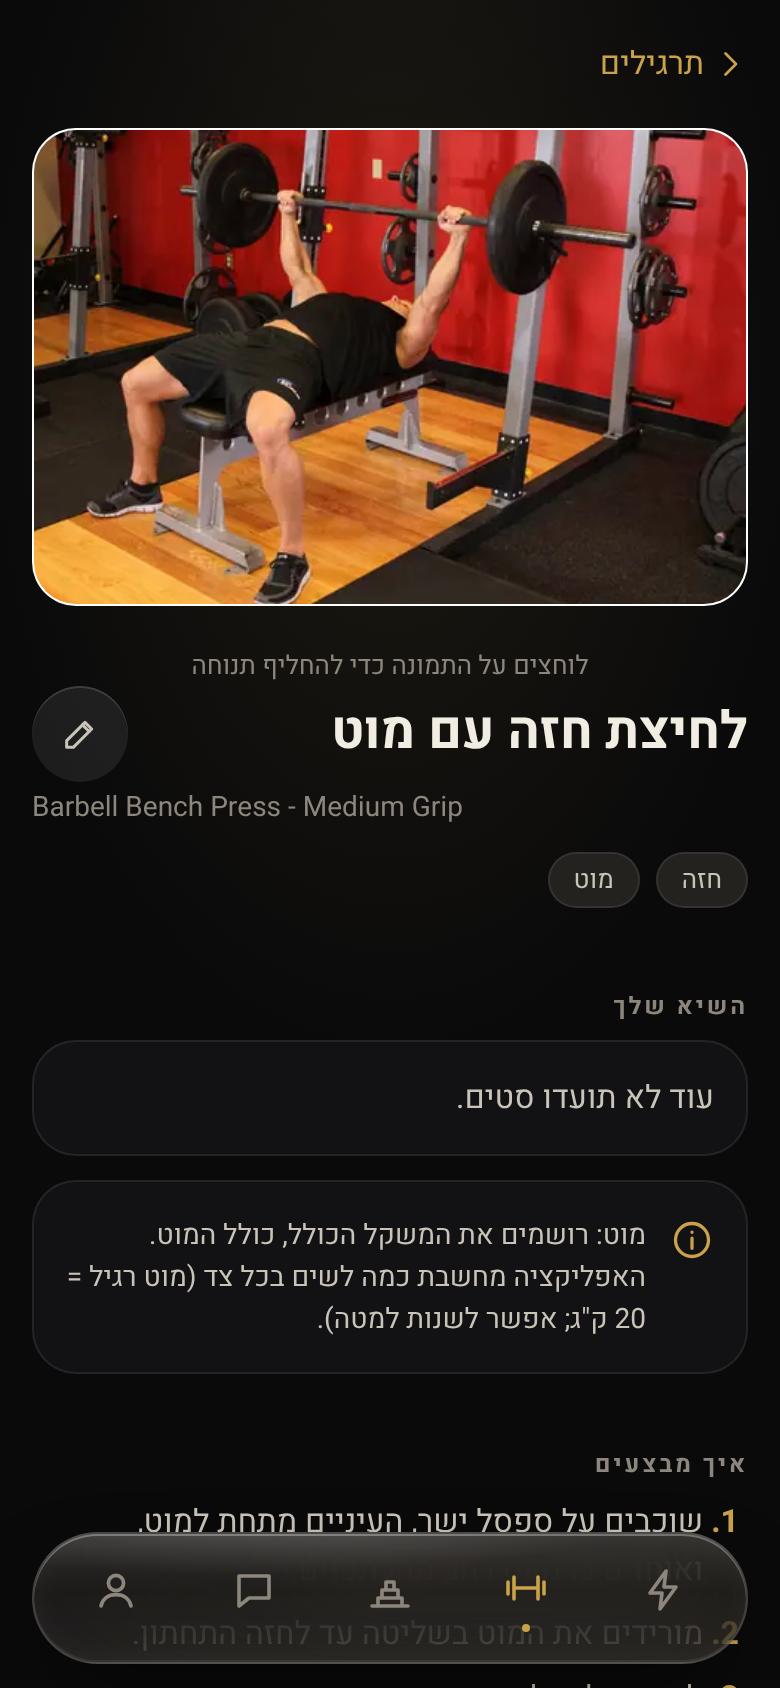 תרגילים
לוחצים על התמונה כדי להחליף תנוחה
לחיצת חזה עם מוט
Barbell Bench Press - Medium Grip
חזה
מוט
השיא שלך
עוד לא תועדו סטים.
מוט: רושמים את המשקל הכולל, כולל המוט.
האפליקציה מחשבת כמה לשים בכל צד (מוט רגיל =
20 ק"ג; אפשר לשנות למטה).
איך מבצעים
1. שוכבים על ספסל ישר. העיניים מתחת למוט,
2. מורידים את המוט בשליטה עד לחזה התחתון.